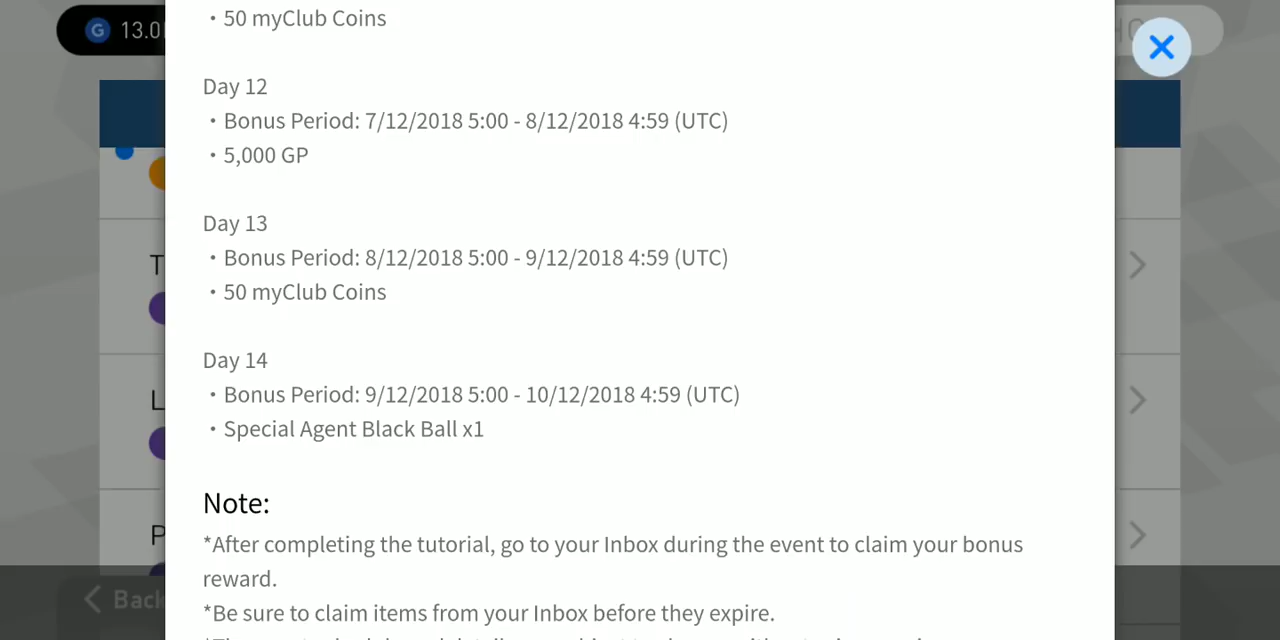 ・50 myClub Coins
G 13.0
Day 12
・Bonus Period: 7/12/2018 5:00 - 8/12/2018 4:59 (UTC)
・5,000 GP
Day 13
・Bonus Period: 8/12/2018 5:00 - 9/12/2018 4:59 (UTC)
・50 myClub Coins
Day 14
・Bonus Period: 9/12/2018 5:00 - 10/12/2018 4:59 (UTC)
・Special Agent Black Ball x1
Note:
*After completing the tutorial, go to your Inbox during the event to claim your bonus
reward.
Back
*Be sure to claim items from your Inbox before they expire.